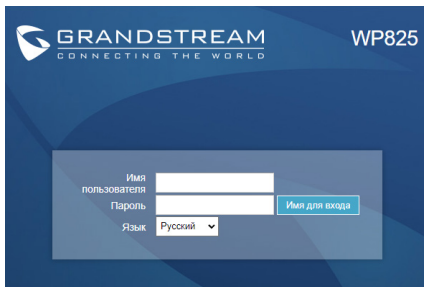 GRANDSTREAM
CONNECTING THE WORLD
WP825
Имя пользователя
Пароль
Имя для входа
Язык
Русский